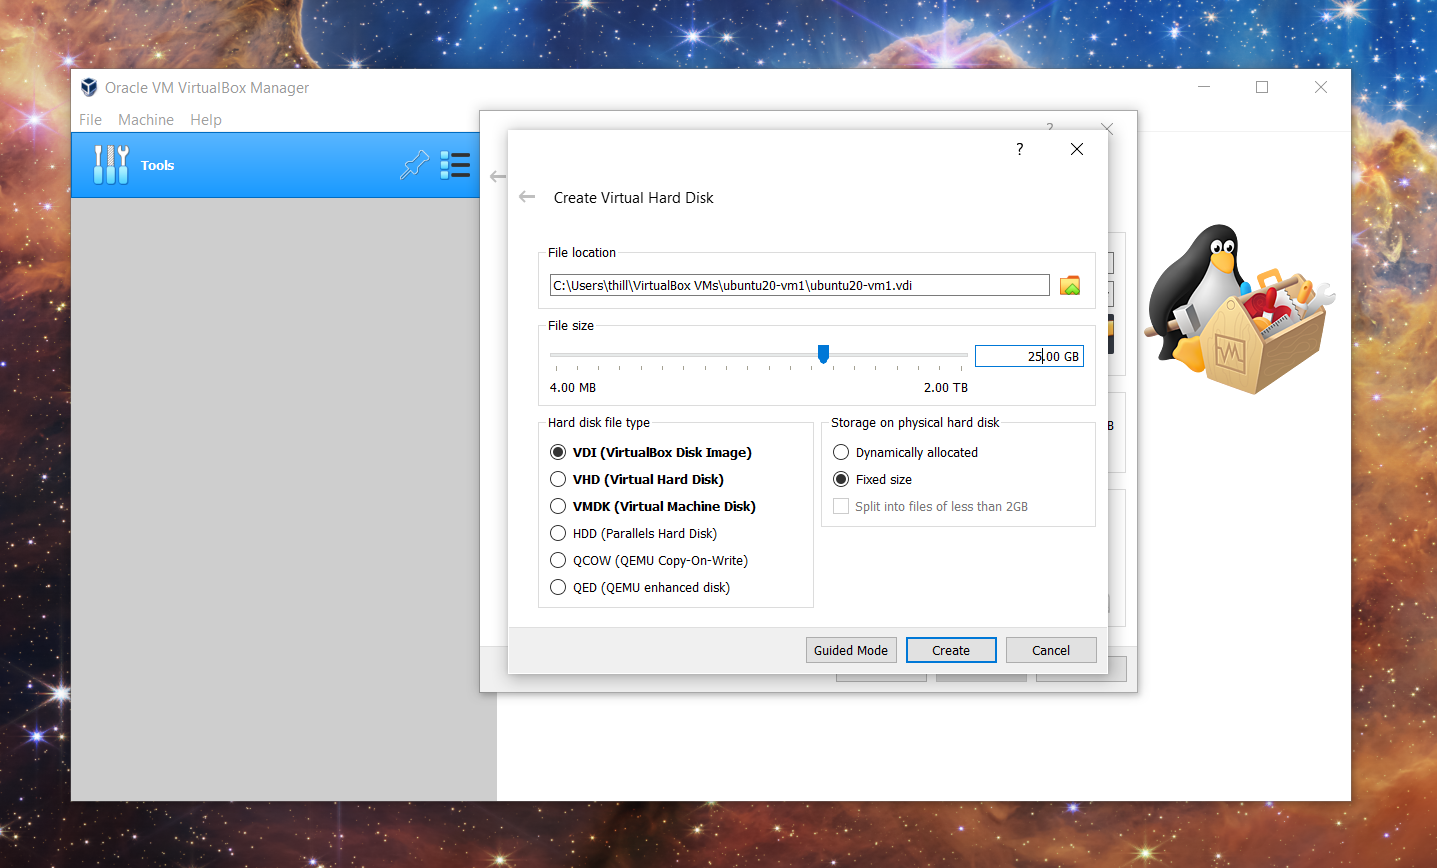 Oracle VM VirtualBox Manager
File Machine Help
Tools
?
?
Create Virtual Hard Disk
File location
C:\Users\thill\VirtualBox VMs\ubuntu20-vm1\ubuntu20-vm1.vdi
File size
25.00 GB
4.00 MB 2.00 TB
Hard disk file type
VDI (VirtualBox Disk Image)
VHD (Virtual Hard Disk)
VMDK (Virtual Machine Disk)
HDD (Parallels Hard Disk)
QCOW (QEMU Copy-On-Write)
QED (QEMU enhanced disk)
Storage on physical hard disk
Dynamically allocated
Fixed size
Split into files of less than 2GB
B
Guided Mode Create Cancel